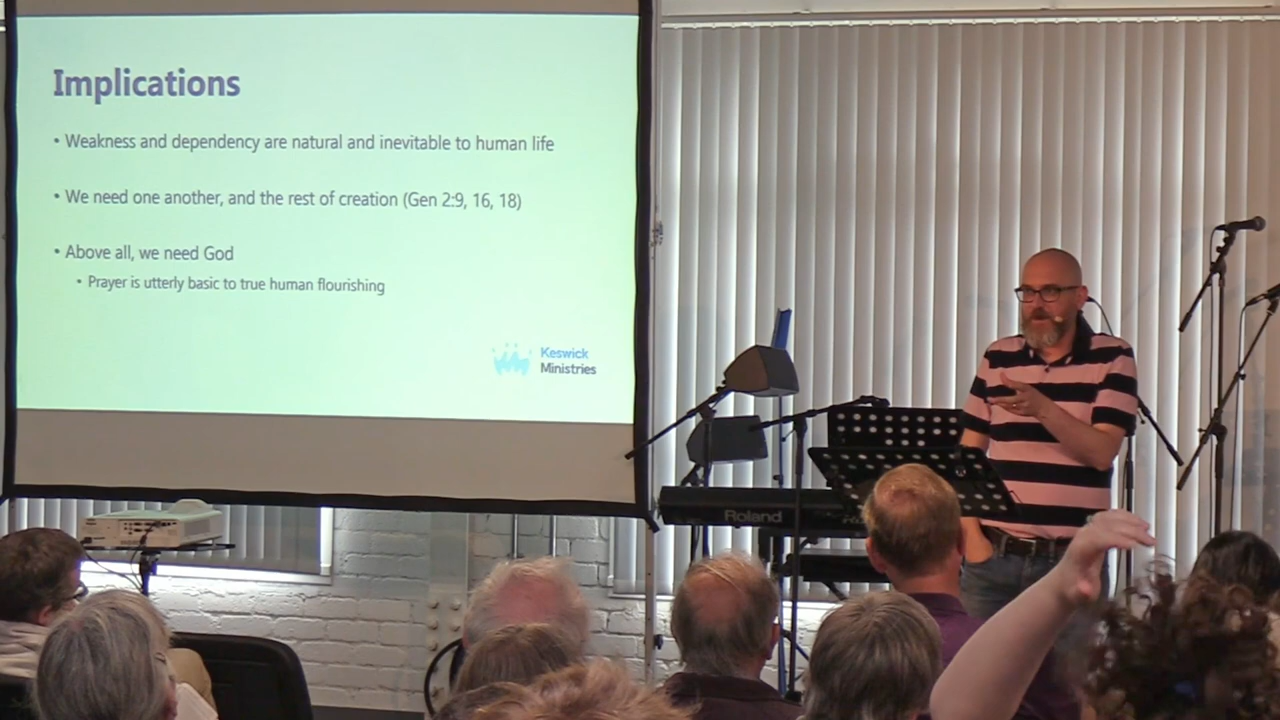 Implications
• Weakness and dependency are natural and inevitable to human life
• We need one another, and the rest of creation (Gen 2:9, 16, 18)
• Above all, we need God
• Prayer is utterly basic to true human flourishing
Keswick
Ministries
Roland